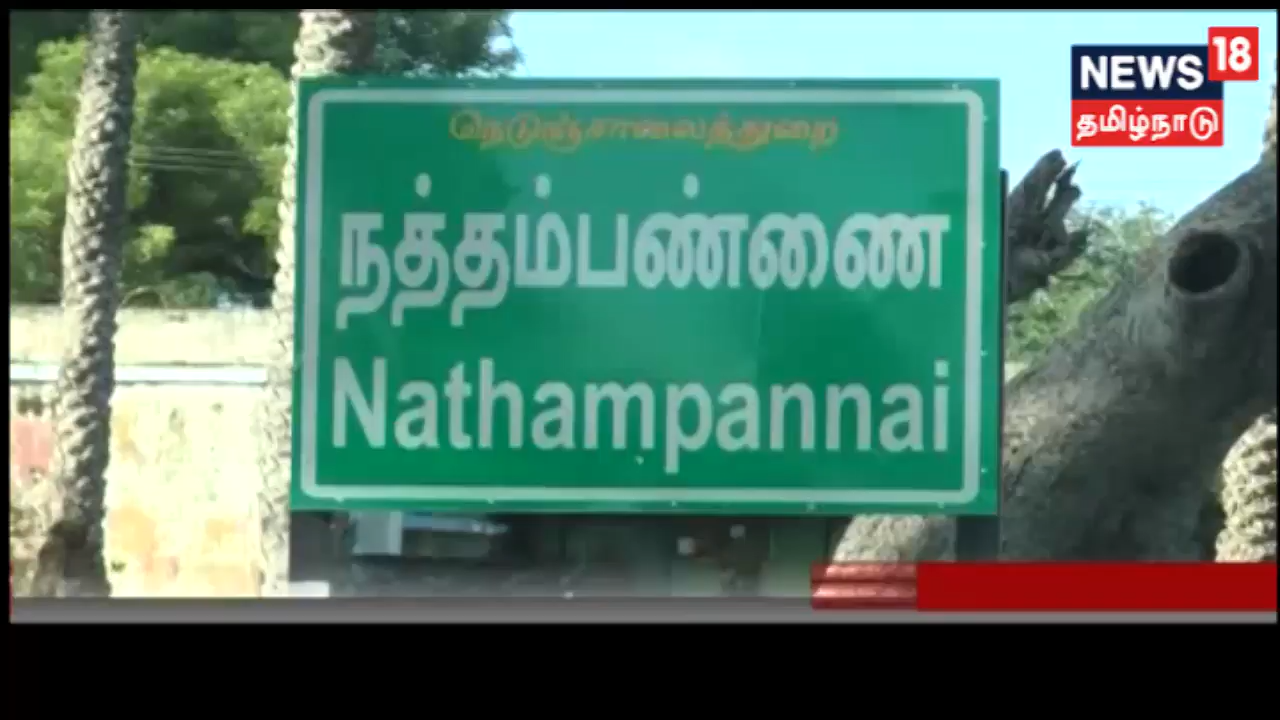 NEWS 18
தமிழ்நாடு
நெடுஞ்சாலைத்துறை
நத்தம்பண்ணை
Nathampannai